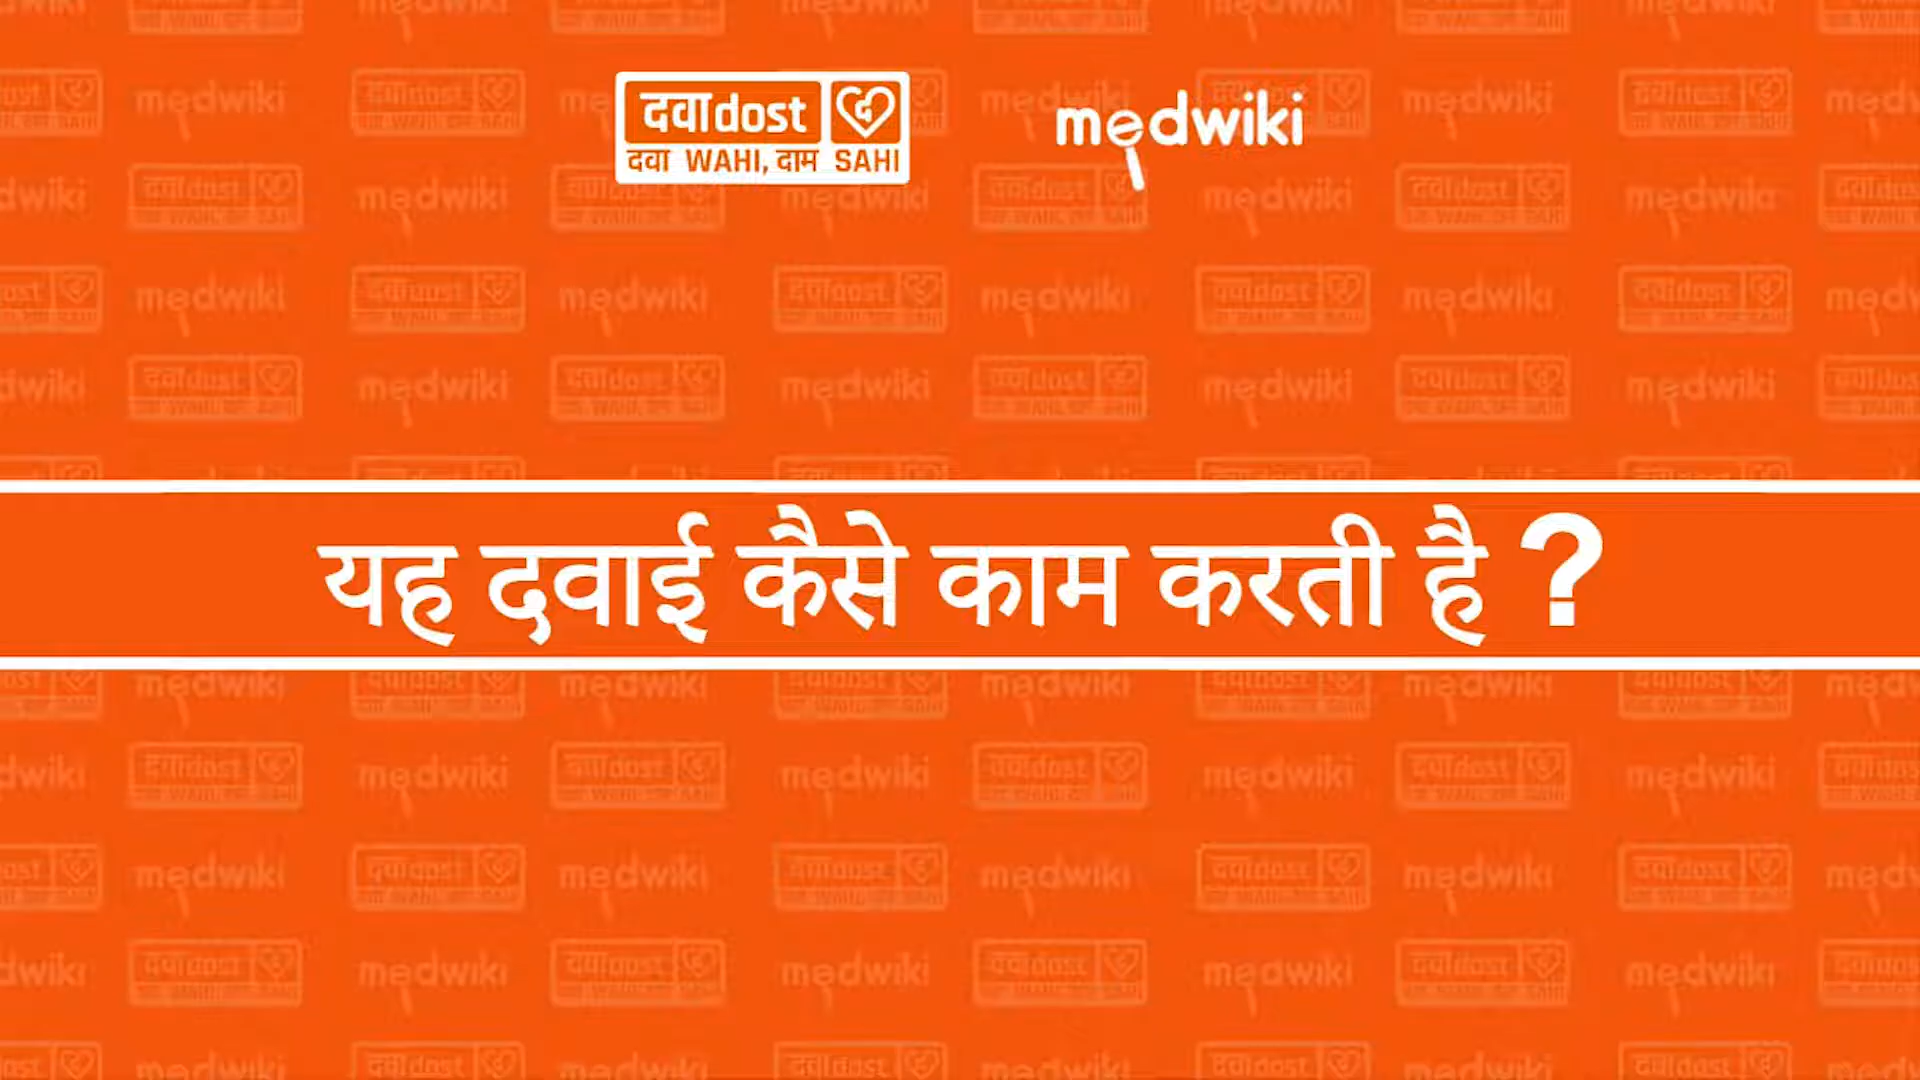 दवाdost
दवा WAHI, दाम SAHI
medwiki
यह दवाई कैसे काम करती है ?